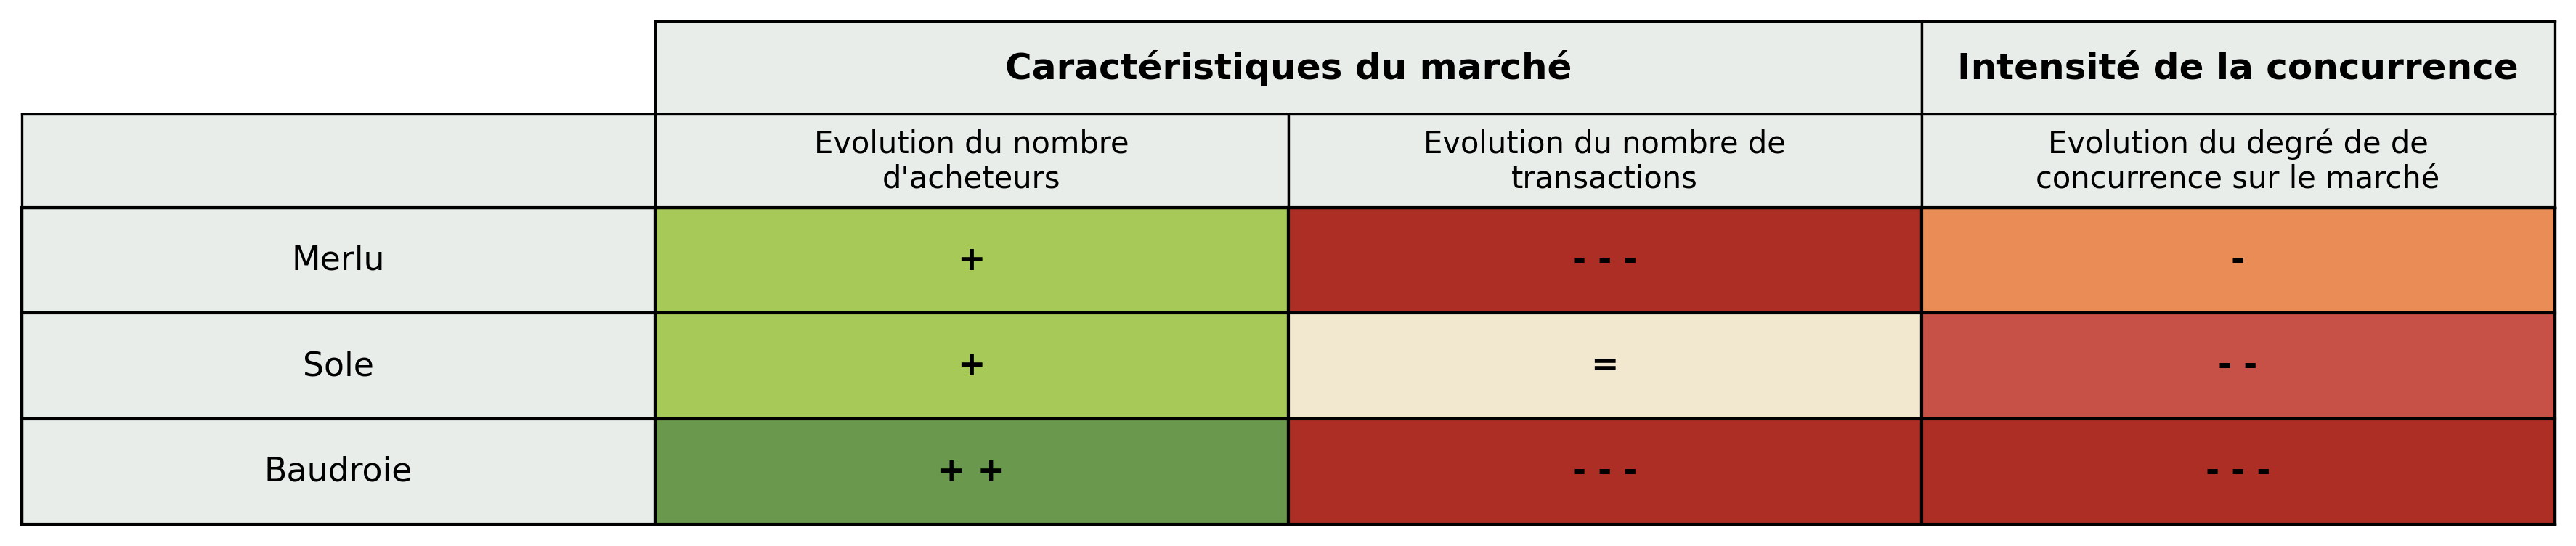 Caractéristiques du marché
Intensité de la concurrence
Evolution du nombre
d'acheteurs
Evolution du nombre de
transactions
Evolution du degré de de
concurrence sur le marché
Merlu
+
- - -
-
Sole
+
=
- -
Baudroie
+ +
- - -
- - -